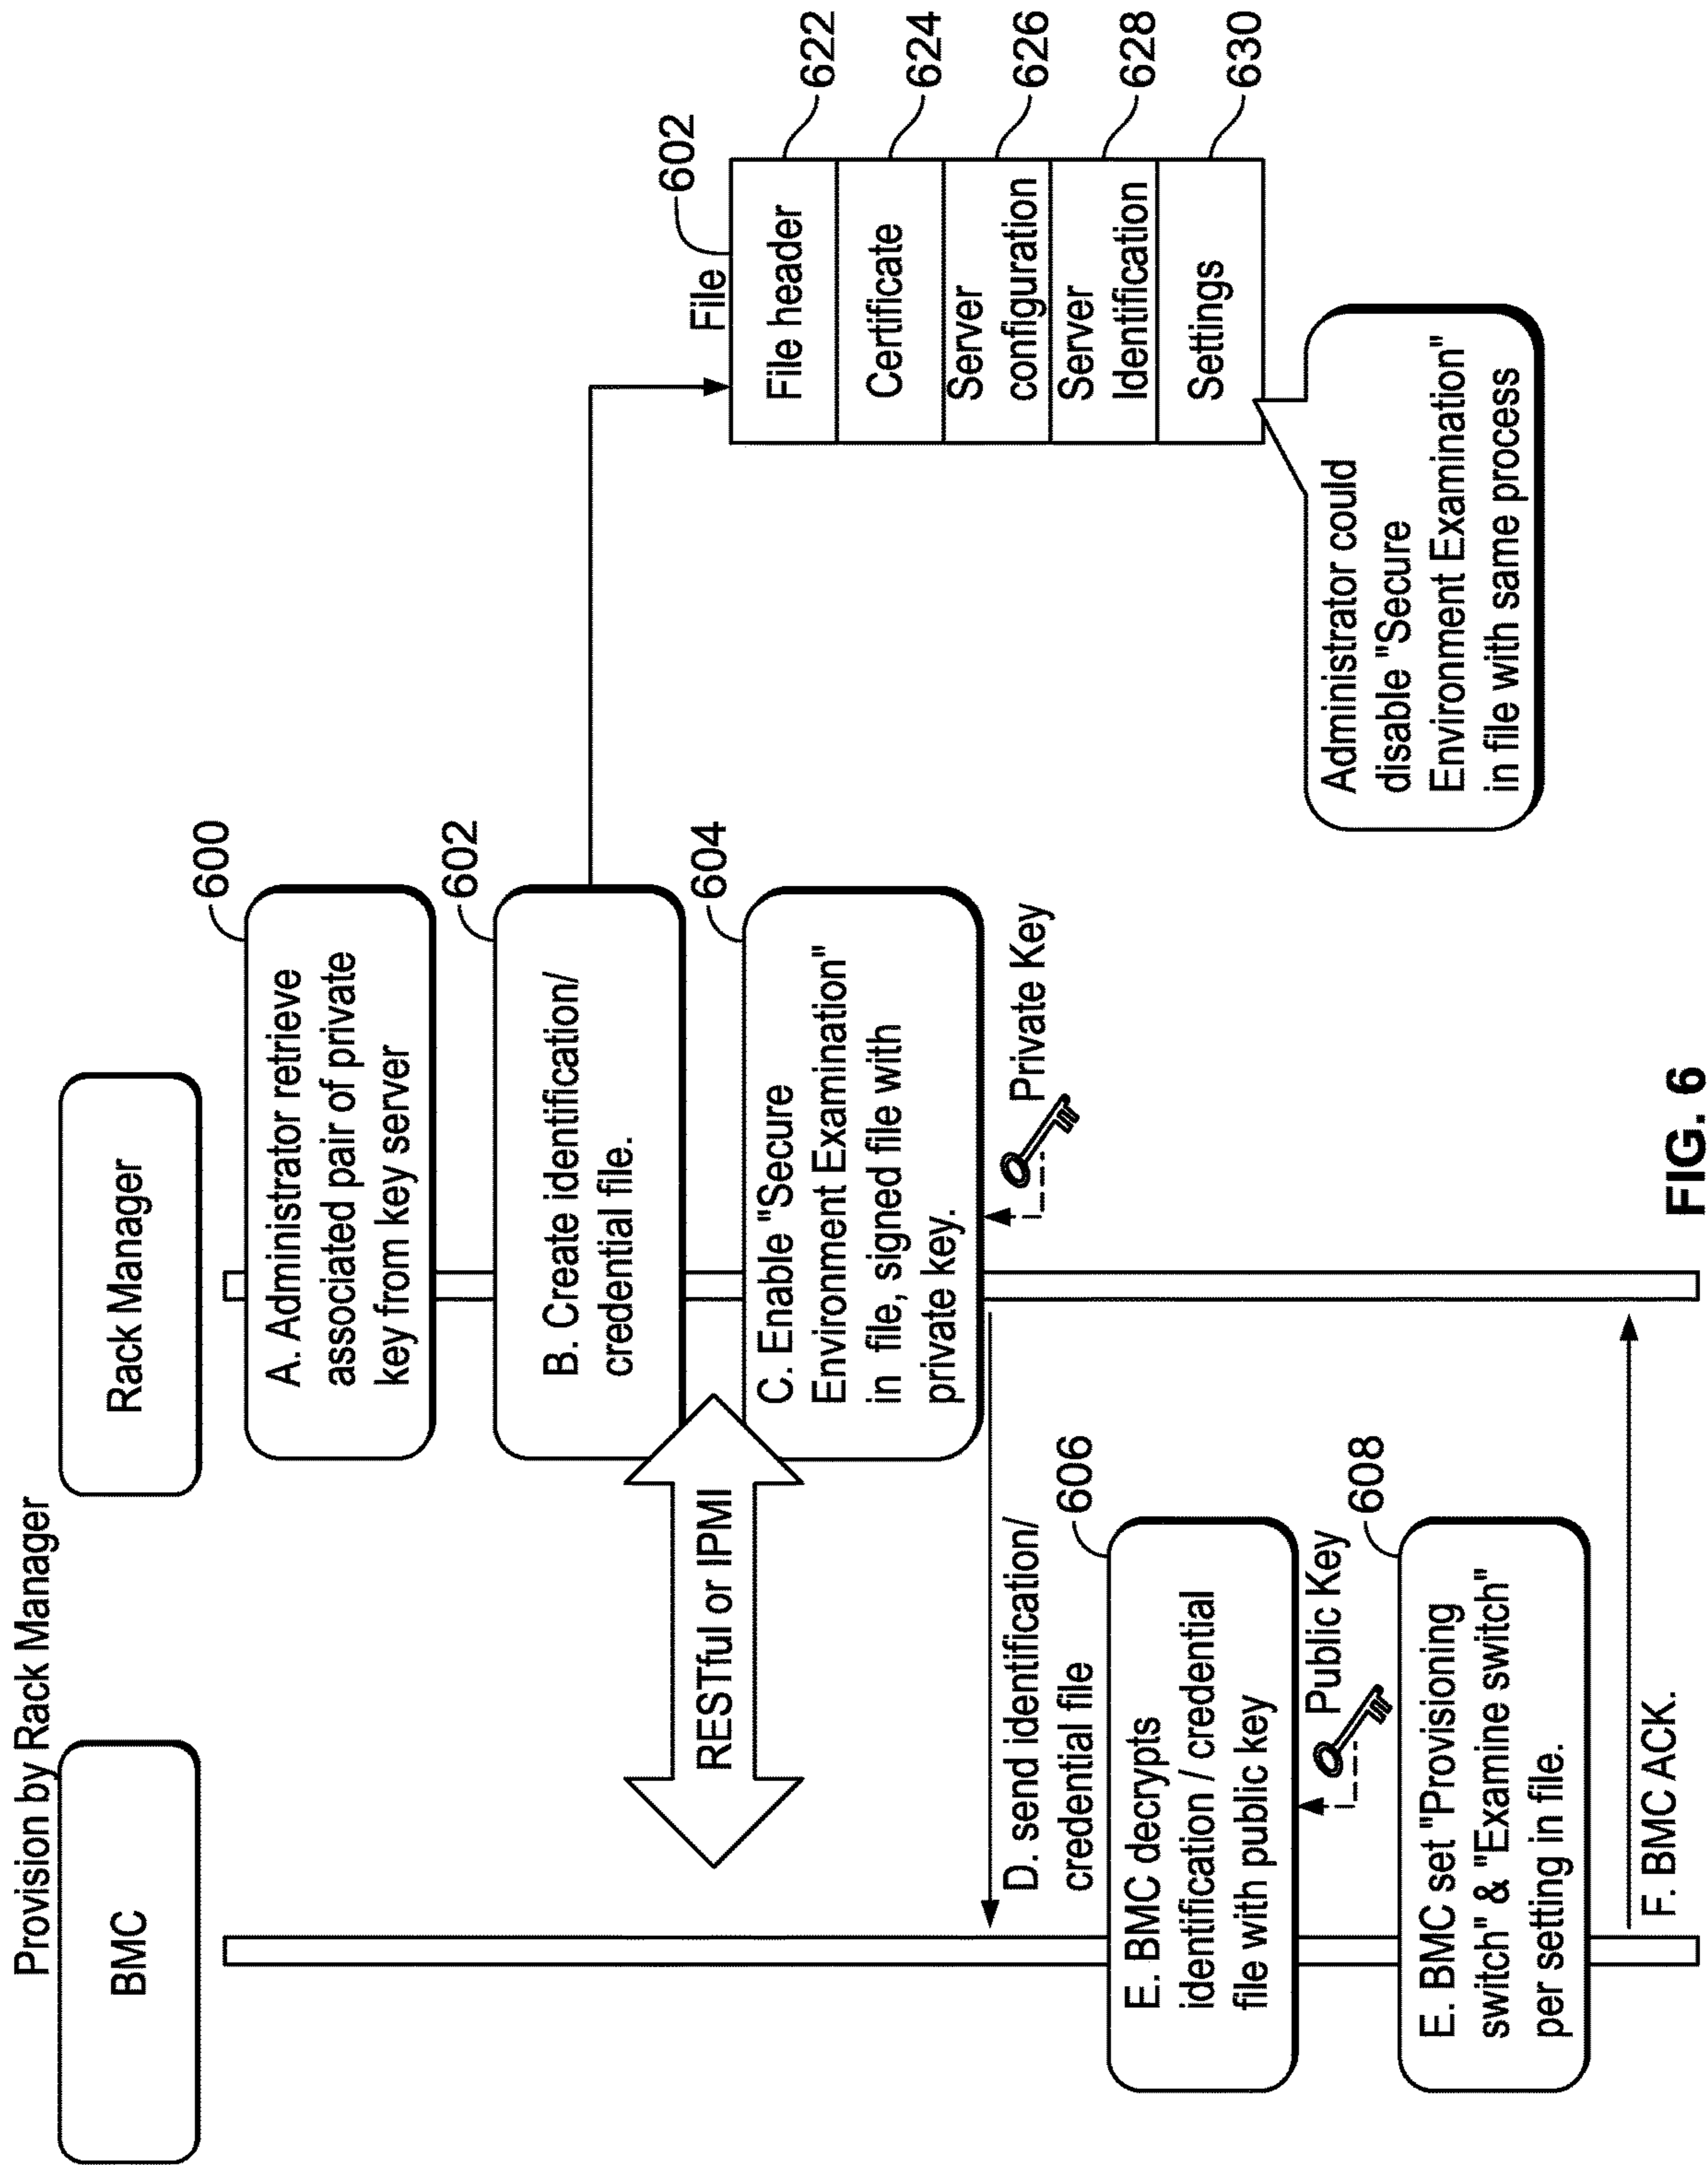 Provision by Rack Manager
BMC
Rack Manager
600
A. Administrator retrieve
associated pair of private
key from key server
602
B. Create identification/
credential file.
604
C. Enable "Secure
Environment Examination"
in file, signed file with
private key.
Private Key
RESTful or IPMI
D. send identification/
credential file
606
E. BMC decrypts
identification / credential
file with public key
Public Key
608
E. BMC set "Provisioning
switch" & "Examine switch"
per setting in file.
F. BMC ACK.
File
602
File header
622
Certificate
624
Server
configuration
626
Server
Identification
628
Settings
630
Administrator could
disable "Secure
Environment Examination"
in file with same process
FIG. 6